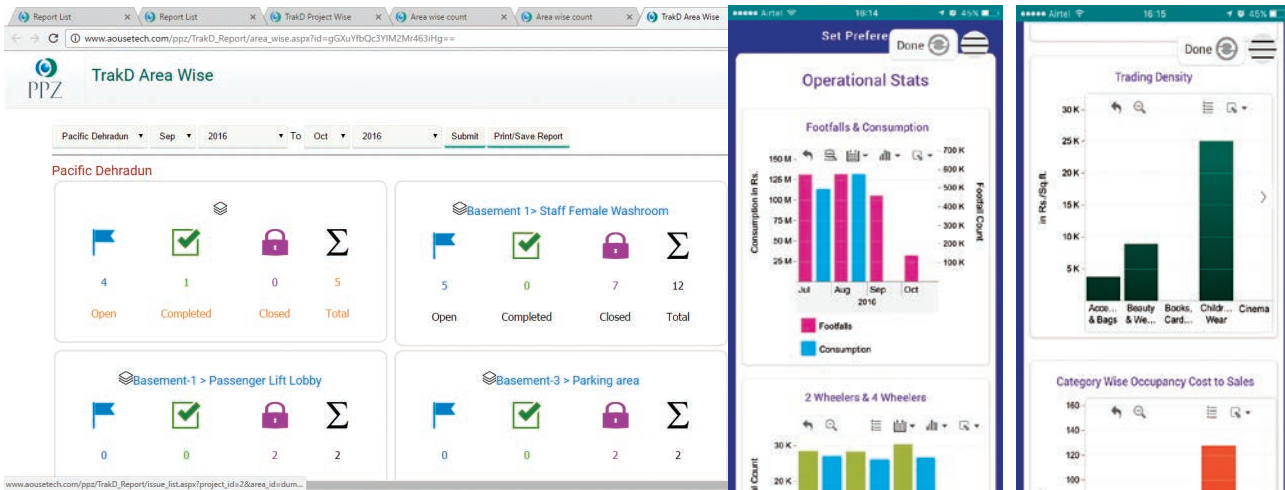 Report List
Report List
TrakD Project Wise
Area wise count
Area wise count
TrakD Area Wise
www.aousetech.com/ppz/TrakD_Report/area_wise.aspx?id=gGXuYfbQc3YIM2Mr463iHg==
PPZ
TrakD Area Wise
Pacific Dehradun Sep 2016 To Oct 2016 Submit Print/Save Report
Pacific Dehradun
4 1 0 5
Open Completed Closed Total
Basement 1> Staff Female Washroom
5 0 7 12
Open Completed Closed Total
Basement-1 > Passenger Lift Lobby
0 0 2 2
Basement-3 > Parking area
0 0 2 2
www.aousetech.com/ppz/TrakD_Report/issue_list.aspx?project_id=2&area_id=dum...
Airtel 16:14 45%
Set Prefere
Done
Operational Stats
Footfalls & Consumption
150 M
125 M
100 M
75 M
50 M
25 M
Consumption in Rs.
700 K
600 K
500 K
400 K
300 K
200 K
100 K
Footfall Count
Jul Aug Sep Oct
2016
Footfalls
Consumption
2 Wheelers & 4 Wheelers
30 K
20 K
al Count
Airtel 16:15 45%
Done
Trading Density
30 K
25 K
20 K
15 K
10 K
5 K
in Rs./Sq.ft.
Acce... Beauty Books, Childr... Cinema
& Bags & We... Card... Wear
Category Wise Occupancy Cost to Sales
160
140
120
100